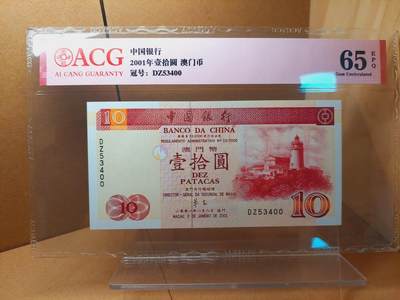 ACG
AI CANG GUARANTY
中国银行
2001年壹拾圆 澳门币
冠号：DZ53400
65
EPQ
Gem Uncirculated
10
中國銀行
BANCO DA CHINA
澳門幣
壹拾圓
DEZ
PATACAS
DZ53400
10
DZ53400
10